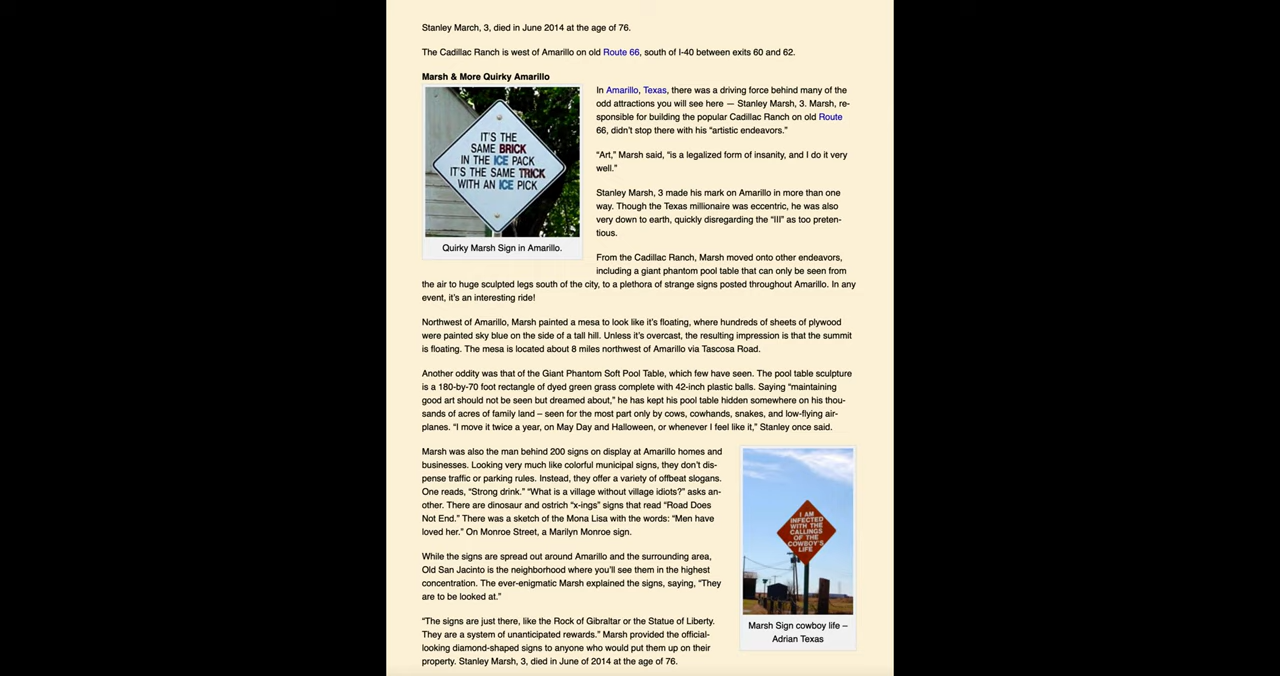 Stanley March, 3, died in June 2014 at the age of 76.
The Cadillac Ranch is west of Amarillo on old Route 66, south of I-40 between exits 60 and 62.
Marsh & More Quirky Amarillo
IT'S THE
SAME BRICK
IN THE ICE PACK
IT'S THE SAME TRICK
WITH AN ICE PICK
Quirky Marsh Sign in Amarillo.
In Amarillo, Texas, there was a driving force behind many of the
odd attractions you will see here — Stanley Marsh, 3. Marsh, re-
sponsible for building the popular Cadillac Ranch on old Route
66, didn't stop there with his “artistic endeavors.”
“Art,” Marsh said, “is a legalized form of insanity, and I do it very
well.”
Stanley Marsh, 3 made his mark on Amarillo in more than one
way. Though the Texas millionaire was eccentric, he was also
very down to earth, quickly disregarding the “III” as too preten-
tious.
From the Cadillac Ranch, Marsh moved onto other endeavors,
including a giant phantom pool table that can only be seen from
the air to huge sculpted legs south of the city, to a plethora of strange signs posted throughout Amarillo. In any
event, it's an interesting ride!
Northwest of Amarillo, Marsh painted a mesa to look like it's floating, where hundreds of sheets of plywood
were painted sky blue on the side of a tall hill. Unless it's overcast, the resulting impression is that the summit
is floating. The mesa is located about 8 miles northwest of Amarillo via Tascosa Road.
Another oddity was that of the Giant Phantom Soft Pool Table, which few have seen. The pool table sculpture
is a 180-by-70 foot rectangle of dyed green grass complete with 42-inch plastic balls. Saying “maintaining
good art should not be seen but dreamed about,” he has kept his pool table hidden somewhere on his thou-
sands of acres of family land – seen for the most part only by cows, cowhands, snakes, and low-flying air-
planes. “I move it twice a year, on May Day and Halloween, or whenever I feel like it,” Stanley once said.
Marsh was also the man behind 200 signs on display at Amarillo homes and
businesses. Looking very much like colorful municipal signs, they don't dis-
pense traffic or parking rules. Instead, they offer a variety of offbeat slogans.
One reads, “Strong drink.” “What is a village without village idiots?” asks an-
other. There are dinosaur and ostrich “x-ings” signs that read “Road Does
Not End.” There was a sketch of the Mona Lisa with the words: “Men have
loved her.” On Monroe Street, a Marilyn Monroe sign.
While the signs are spread out around Amarillo and the surrounding area,
Old San Jacinto is the neighborhood where you'll see them in the highest
concentration. The ever-enigmatic Marsh explained the signs, saying, “They
are to be looked at.”
“The signs are just there, like the Rock of Gibraltar or the Statue of Liberty.
They are a system of unanticipated rewards.” Marsh provided the official-
looking diamond-shaped signs to anyone who would put them up on their
property. Stanley Marsh, 3, died in June of 2014 at the age of 76.
I AM
INFECTED
WITH THE
CALLINGS
OF THE
COWBOY'S
LIFE
Marsh Sign cowboy life –
Adrian Texas